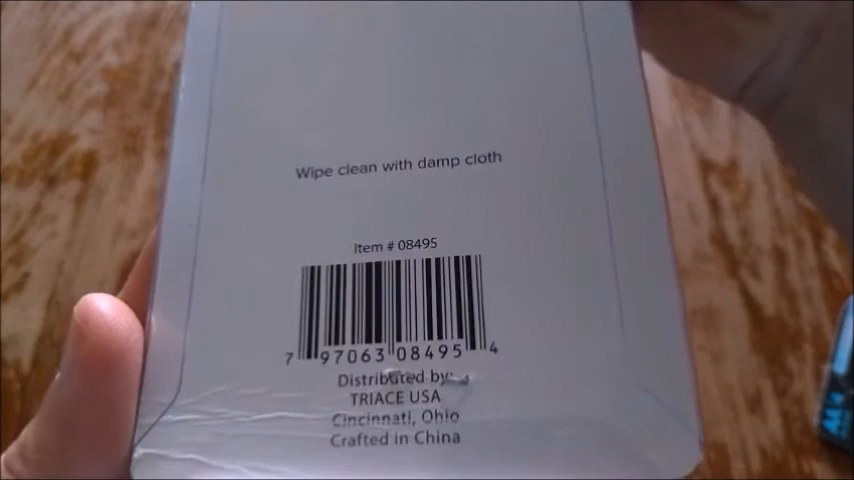 Wipe clean with damp cloth
Item # 08495
7 97063 08495 4
Distributed by:
TRIACE USA
Cincinnati, Ohio
Crafted in China